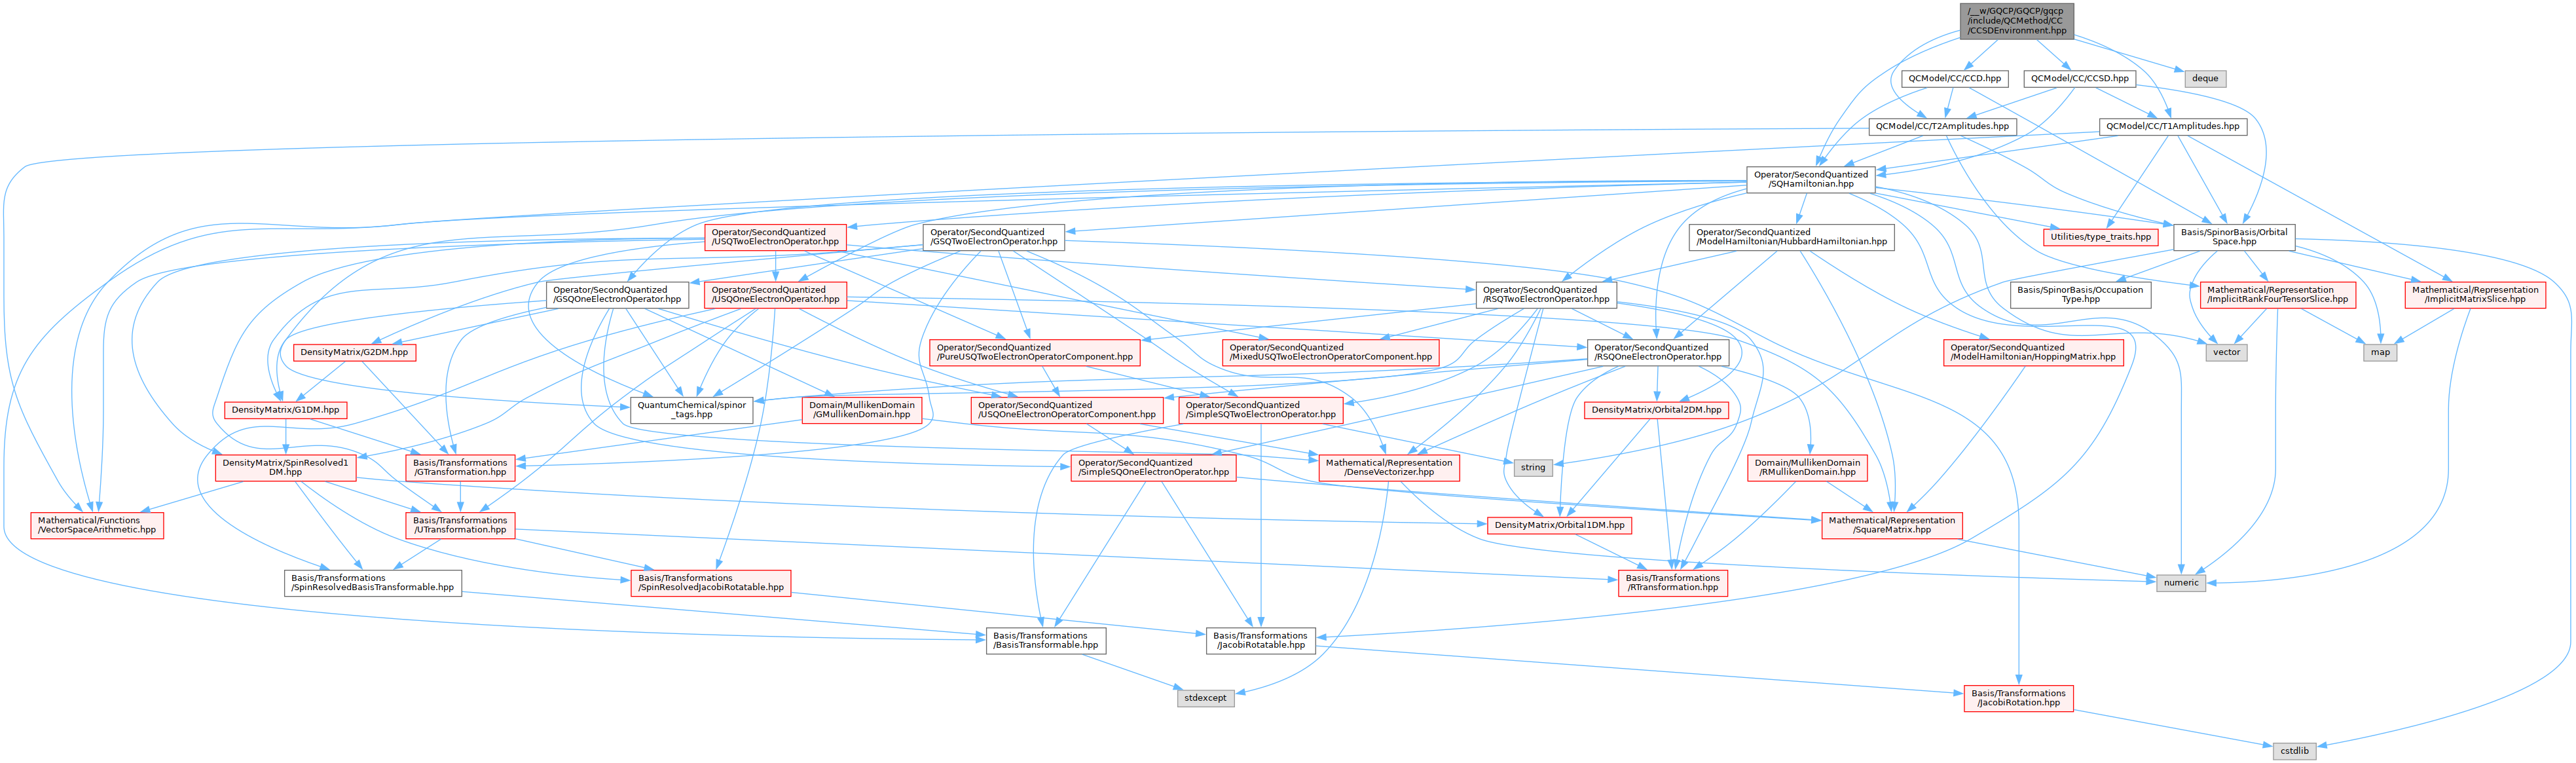 /__w/GQCP/GQCP/gqcp
/include/QCMethod/CC
/CCSDEnvironment.hpp
QCModel/CC/CCD.hpp
QCModel/CC/CCSD.hpp
deque
QCModel/CC/T2Amplitudes.hpp
QCModel/CC/T1Amplitudes.hpp
Operator/SecondQuantized
/SQHamiltonian.hpp
Operator/SecondQuantized
/USQTwoElectronOperator.hpp
Operator/SecondQuantized
/GSQTwoElectronOperator.hpp
Operator/SecondQuantized
/ModelHamiltonian/HubbardHamiltonian.hpp
Utilities/type_traits.hpp
Basis/SpinorBasis/Orbital
Space.hpp
Operator/SecondQuantized
/GSQOneElectronOperator.hpp
Operator/SecondQuantized
/USQOneElectronOperator.hpp
Operator/SecondQuantized
/RSQTwoElectronOperator.hpp
Basis/SpinorBasis/Occupation
Type.hpp
Mathematical/Representation
/ImplicitRankFourTensorSlice.hpp
Mathematical/Representation
/ImplicitMatrixSlice.hpp
DensityMatrix/G2DM.hpp
Operator/SecondQuantized
/PureUSQTwoElectronOperatorComponent.hpp
Operator/SecondQuantized
/MixedUSQTwoElectronOperatorComponent.hpp
Operator/SecondQuantized
/RSQOneElectronOperator.hpp
Operator/SecondQuantized
/ModelHamiltonian/HoppingMatrix.hpp
vector
map
DensityMatrix/G1DM.hpp
QuantumChemical/spinor
_tags.hpp
Domain/MullikenDomain
/GMullikenDomain.hpp
Operator/SecondQuantized
/USQOneElectronOperatorComponent.hpp
Operator/SecondQuantized
/SimpleSQTwoElectronOperator.hpp
DensityMatrix/Orbital2DM.hpp
DensityMatrix/SpinResolved1
DM.hpp
Basis/Transformations
/GTransformation.hpp
Operator/SecondQuantized
/SimpleSQOneElectronOperator.hpp
Mathematical/Representation
/DenseVectorizer.hpp
string
Domain/MullikenDomain
/RMullikenDomain.hpp
Mathematical/Functions
/VectorSpaceArithmetic.hpp
Basis/Transformations
/UTransformation.hpp
DensityMatrix/Orbital1DM.hpp
Mathematical/Representation
/SquareMatrix.hpp
Basis/Transformations
/SpinResolvedBasisTransformable.hpp
Basis/Transformations
/SpinResolvedJacobiRotatable.hpp
Basis/Transformations
/RTransformation.hpp
numeric
Basis/Transformations
/BasisTransformable.hpp
Basis/Transformations
/JacobiRotatable.hpp
stdexcept
Basis/Transformations
/JacobiRotation.hpp
cstdlib